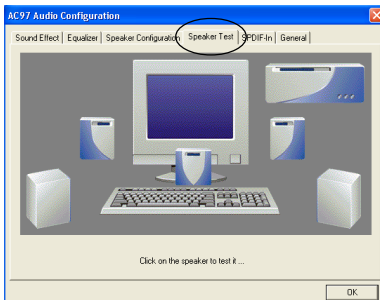 AC97 Audio Configuration
Sound Effect Equalizer Speaker Configuration Speaker Test SPDIF-In General
Click on the speaker to test it ...
OK